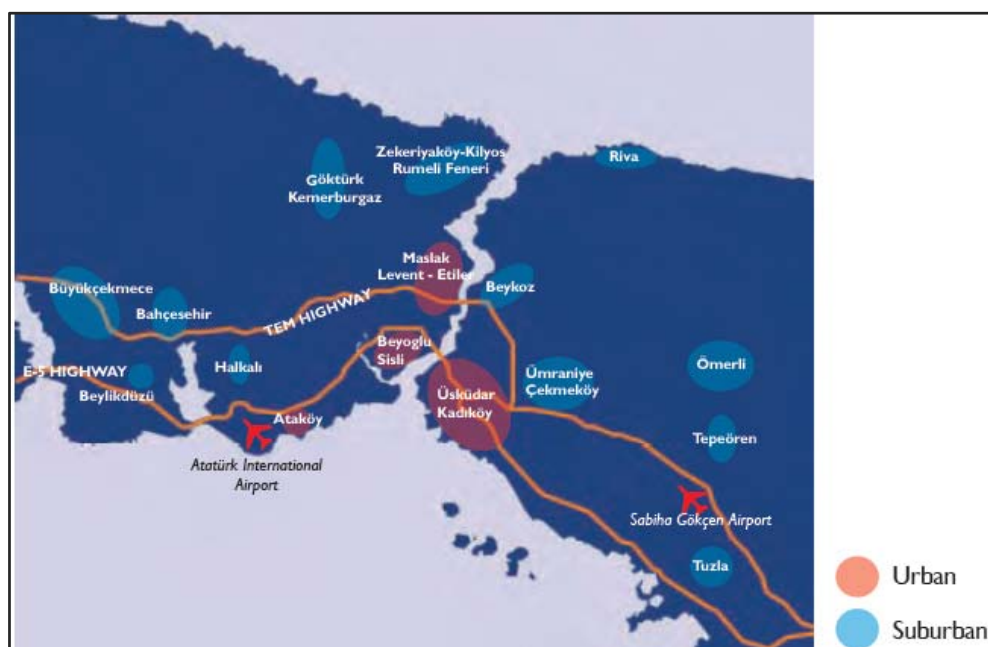 Zekeriyaköy-Kilyos
Rumeli Feneri
Riva
Göktürk
Kemerburgaz
Maslak
Levent - Etiler
Büyükçekmece
Bahçesehir
TEM HIGHWAY
Beykoz
Beyoglu
Sisli
E-5 HIGHWAY
Beylikdüzü
Halkalı
Ümraniye
Çekmeköy
Ömerli
Üsküdar
Kadıköy
Ataköy
Tepeören
Atatürk International
Airport
Sabiha Gökçen Airport
Tuzla
Urban
Suburban